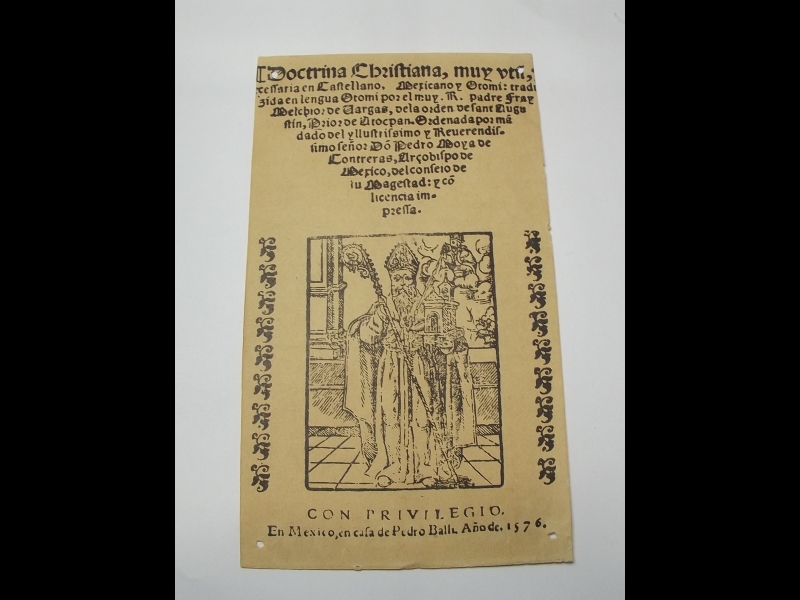 Doctrina Christiana, muy vtil,
cessaria en Castellano, Mexicano y Otomi: tradu
zida en lengua Otomi por el muy. R. padre Fray
Melchior de Vargas, de la orden de sant Augu
stin, Prior de Atocpan. Ordenada por mã
dado del yllustrissimo y Reuerendis-
simo señor Dõ Pedro Moya de
Contreras, Arçobispo de
Mexico, del consejo de
su Magestad: y cõ
licencia im-
pressa.
CON PRIVILEGIO.
En Mexico, en casa de Pedro Balli. Año de. 1576.